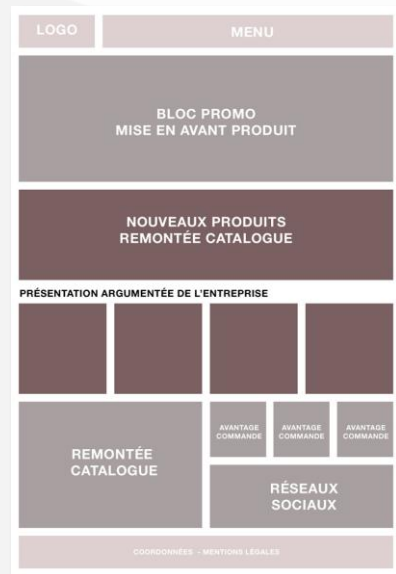 LOGO
MENU
BLOC PROMO
MISE EN AVANT PRODUIT
NOUVEAUX PRODUITS
REMONTÉE CATALOGUE
PRÉSENTATION ARGUMENTÉE DE L'ENTREPRISE
REMONTÉE
CATALOGUE
AVANTAGE
COMMANDE
AVANTAGE
COMMANDE
AVANTAGE
COMMANDE
RÉSEAUX
SOCIAUX
COORDONNÉES - MENTIONS LÉGALES